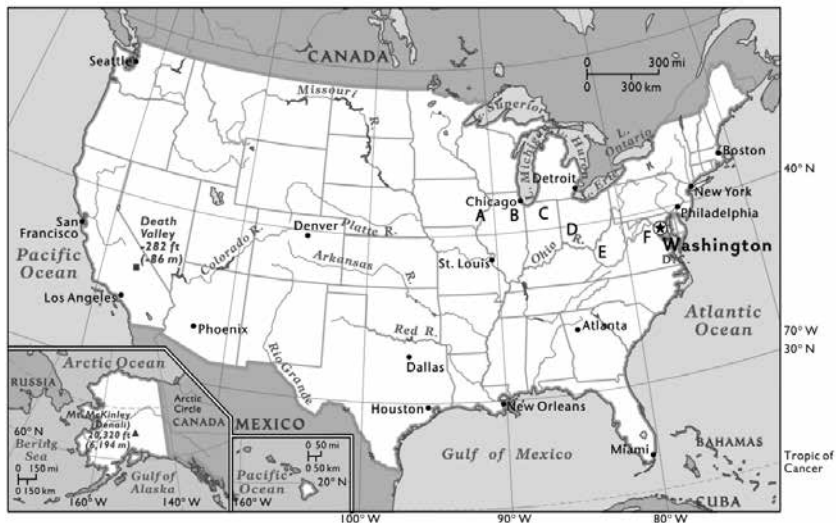 CANADA
Seattle
300 mi
300 km
Missouri
R.
L. Superior
L. Michigan
L. Huron
L.
Ontario
L. Erie
Boston
40° N
Detroit
New York
Chicago
Philadelphia
A
B
C
D
E
F
Washington
D.C.
San
Francisco
Pacific
Ocean
Death
Valley
-282 ft
(-86 m)
Denver
Platte R.
Colorado R.
Arkansas
R.
St. Louis
Ohio R.
Los Angeles
Phoenix
Red R.
Atlanta
Atlantic
Ocean
70° W
30° N
Dallas
Rio Grande
Houston
New Orleans
MEXICO
Gulf of Mexico
Miami
BAHAMAS
Tropic of
Cancer
CUBA
Arctic Ocean
RUSSIA
Arctic
Circle
CANADA
Mt. McKinley
(Denali)
20,320 ft
(6,194 m)
60° N
Bering
Sea
0 150 mi
0 150 km
Gulf of
Alaska
160° W
140° W
0 50 mi
0 50 km
Pacific
Ocean
20° N
160° W
100° W
90° W
80° W